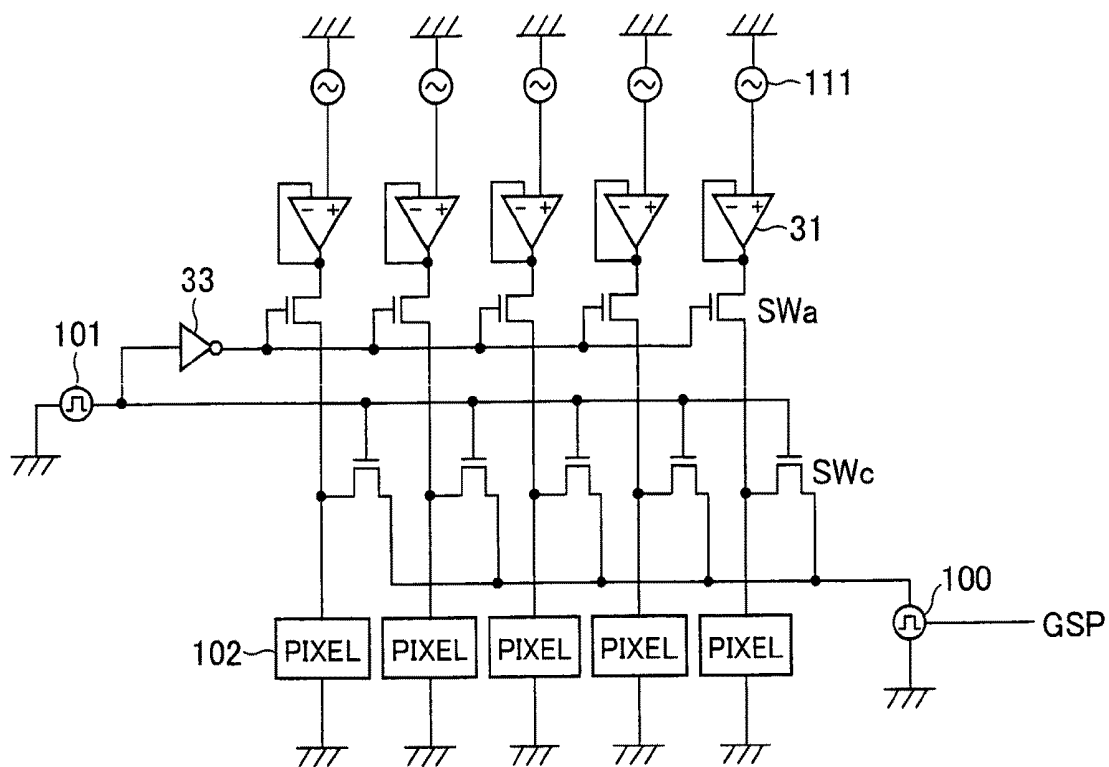 111
− +
− +
− +
− +
− +
31
33
SWa
101
SWc
100
GSP
102
PIXEL
PIXEL
PIXEL
PIXEL
PIXEL